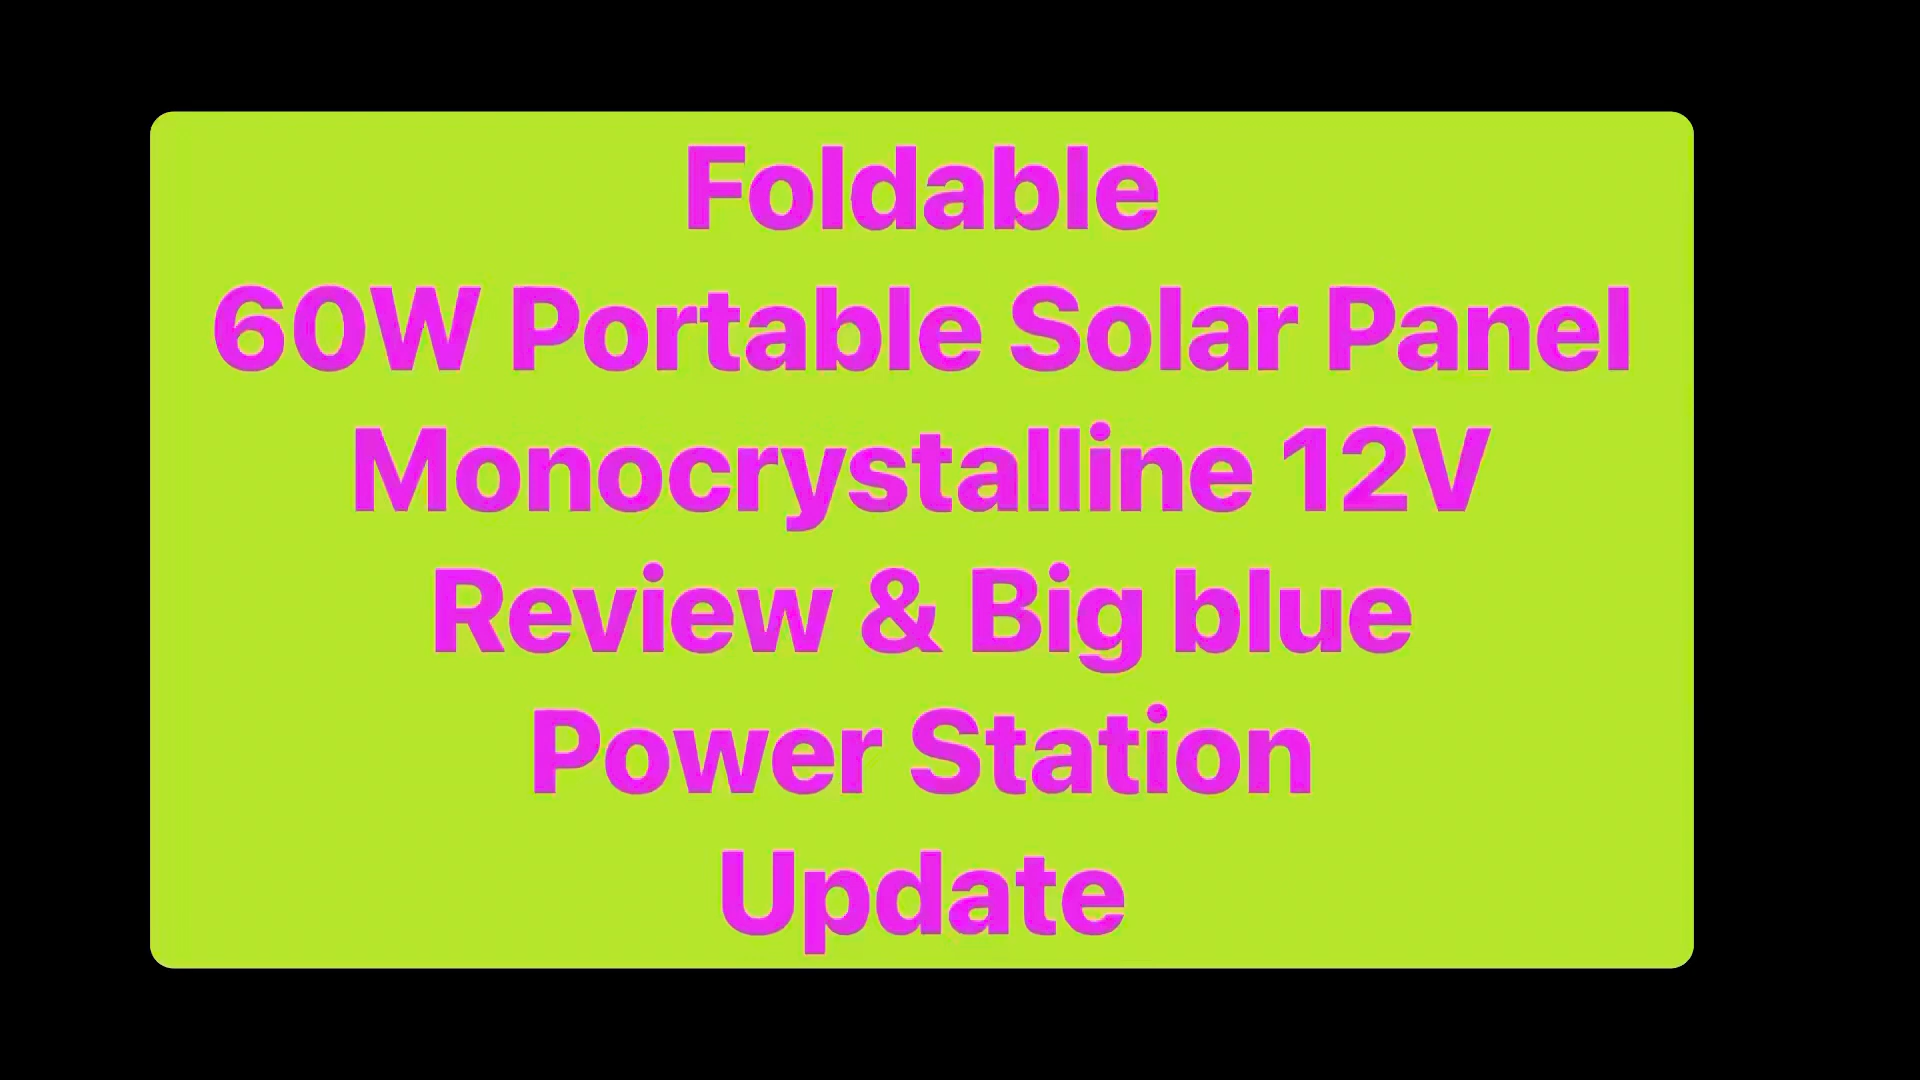 Foldable
60W Portable Solar Panel
Monocrystalline 12V
Review & Big blue
Power Station
Update